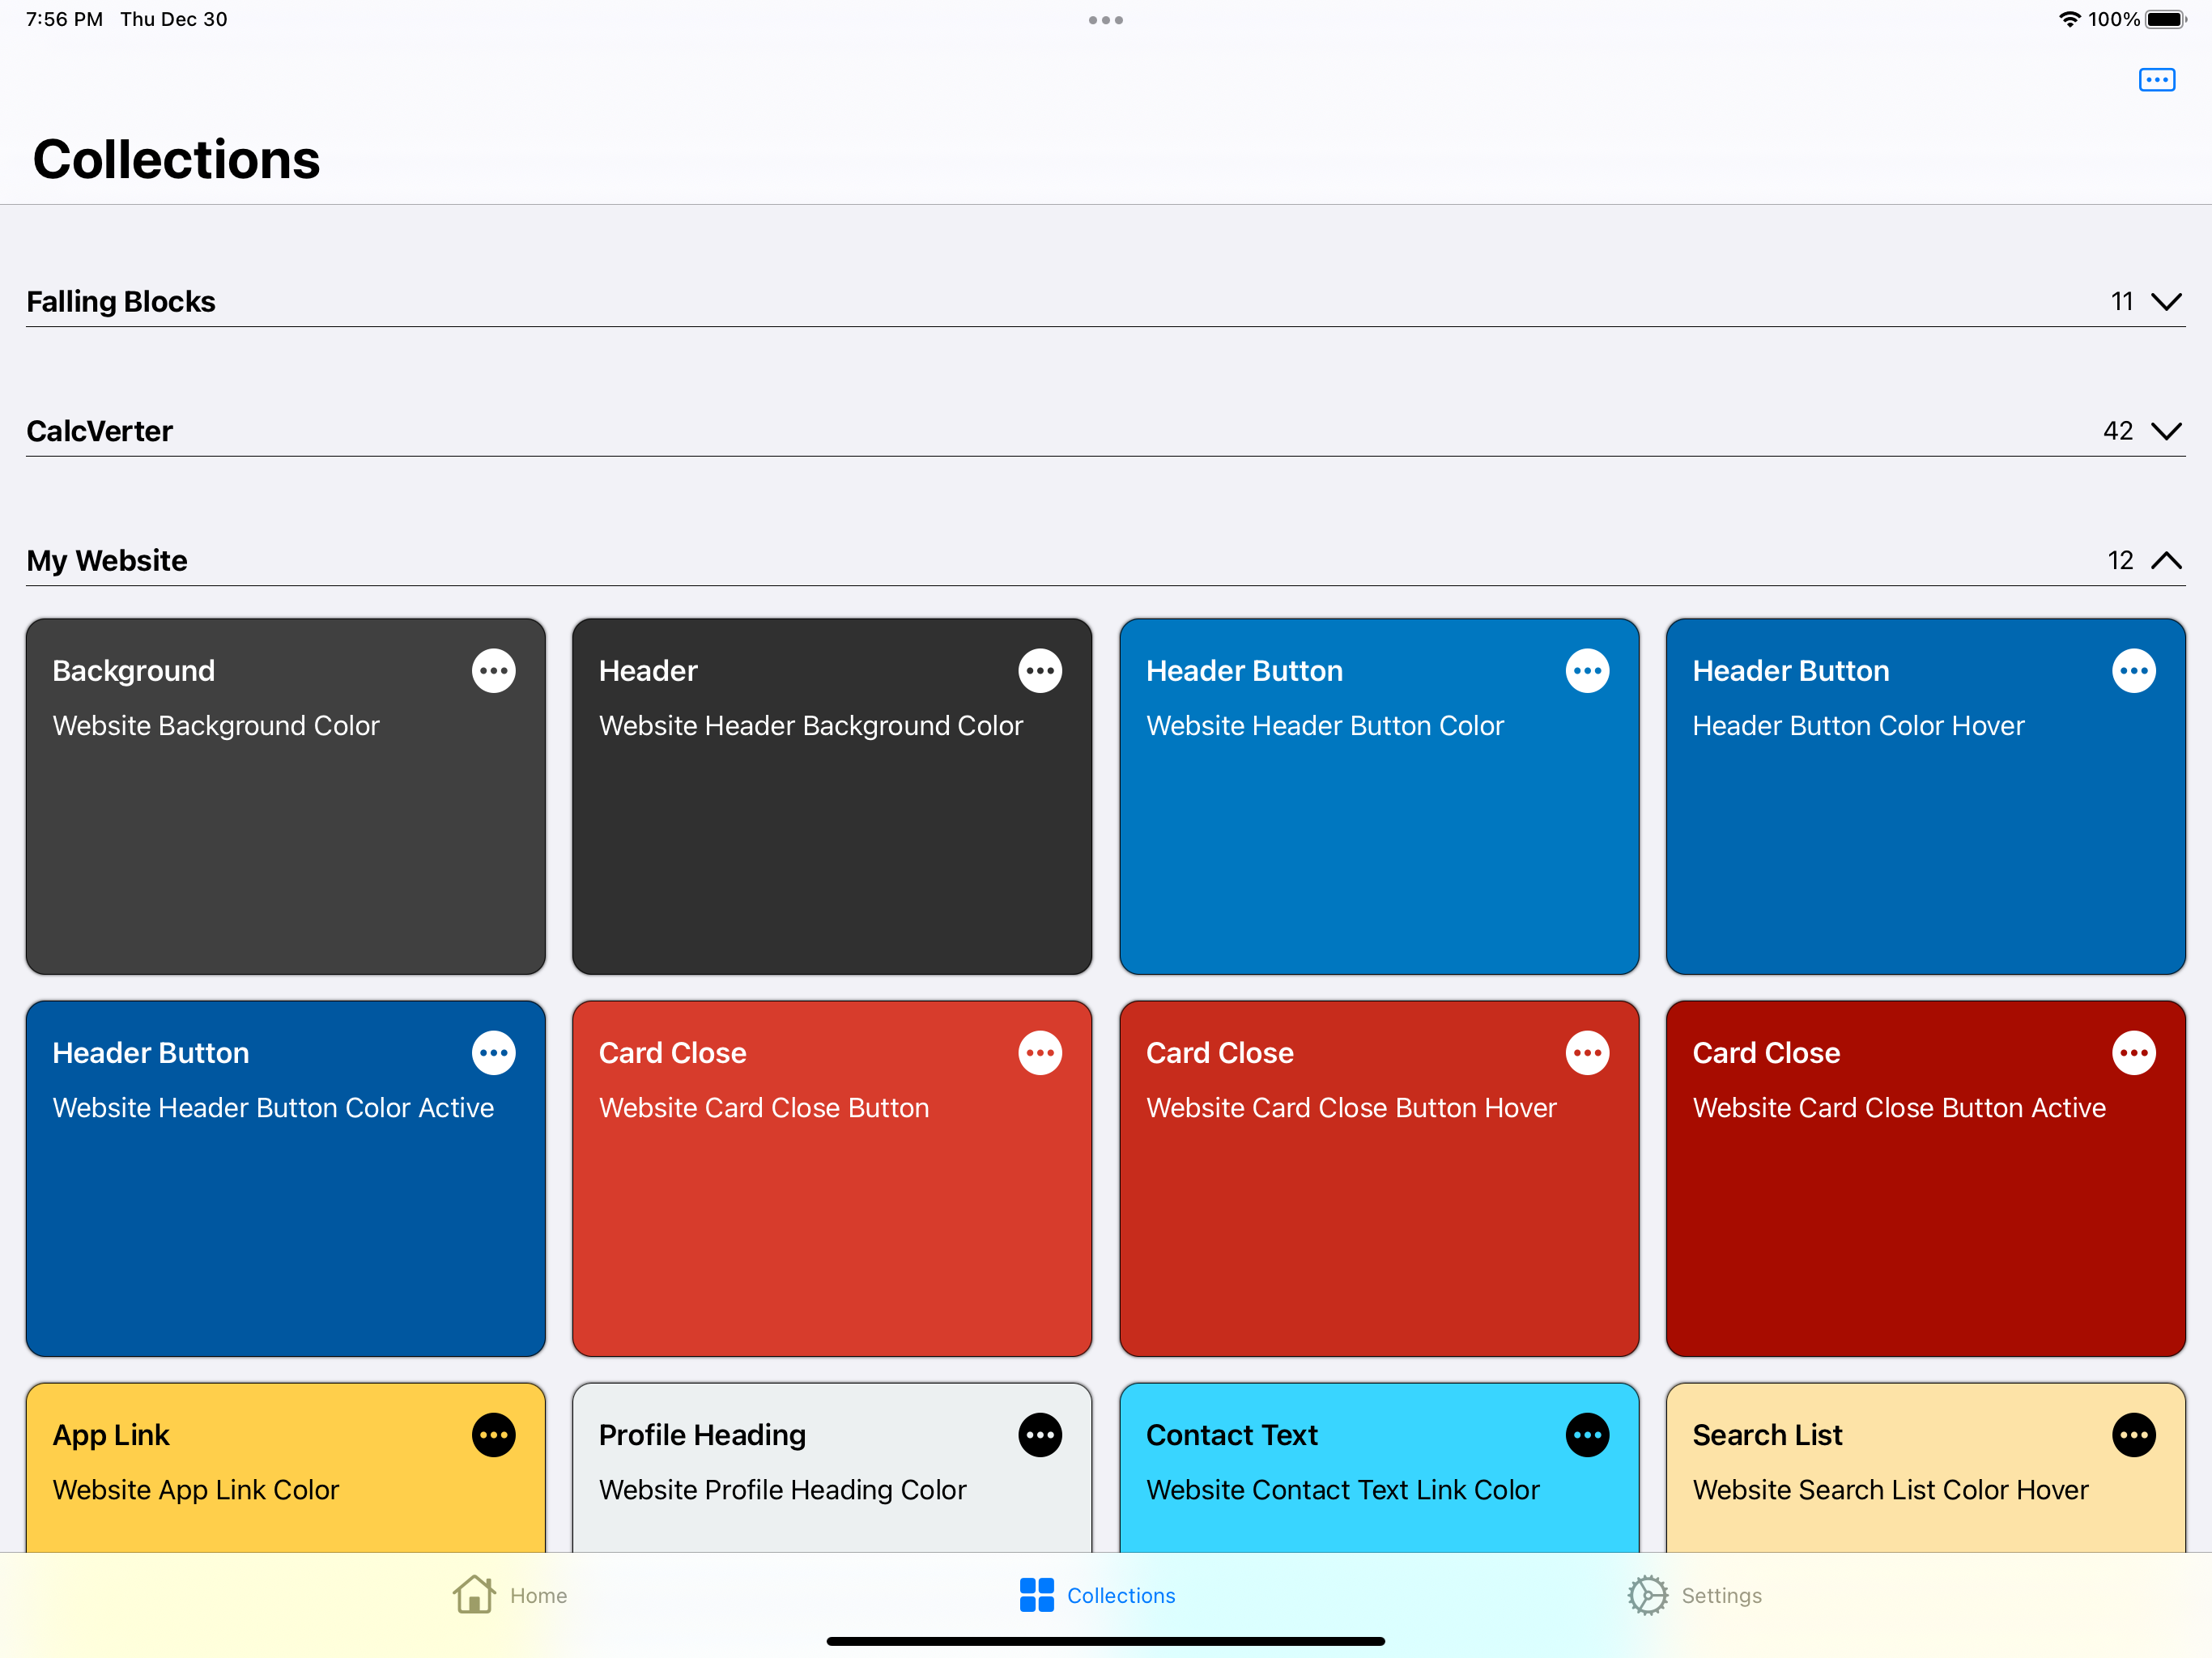 7:56 PM Thu Dec 30
100%
Collections
Falling Blocks 11
CalcVerter 42
My Website 12
Background
Website Background Color
Header
Website Header Background Color
Header Button
Website Header Button Color
Header Button
Header Button Color Hover
Header Button
Website Header Button Color Active
Card Close
Website Card Close Button
Card Close
Website Card Close Button Hover
Card Close
Website Card Close Button Active
App Link
Website App Link Color
Profile Heading
Website Profile Heading Color
Contact Text
Website Contact Text Link Color
Search List
Website Search List Color Hover
Home
Collections
Settings